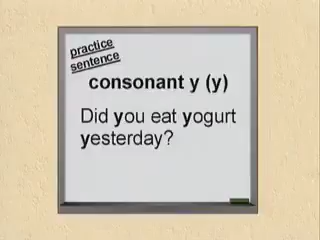 practice
sentence
consonant y (y)
Did you eat yogurt
yesterday?